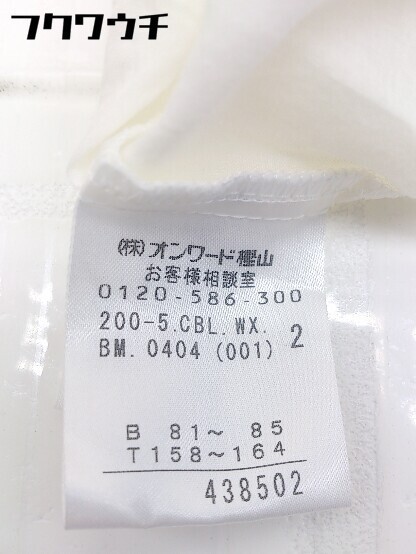 フクワウチ
(株)オンワード樫山
お客様相談室
0120-586-300
200-5.CBL.WX.
BM.0404 (001) 2
B 81～ 85
T158～164
438502